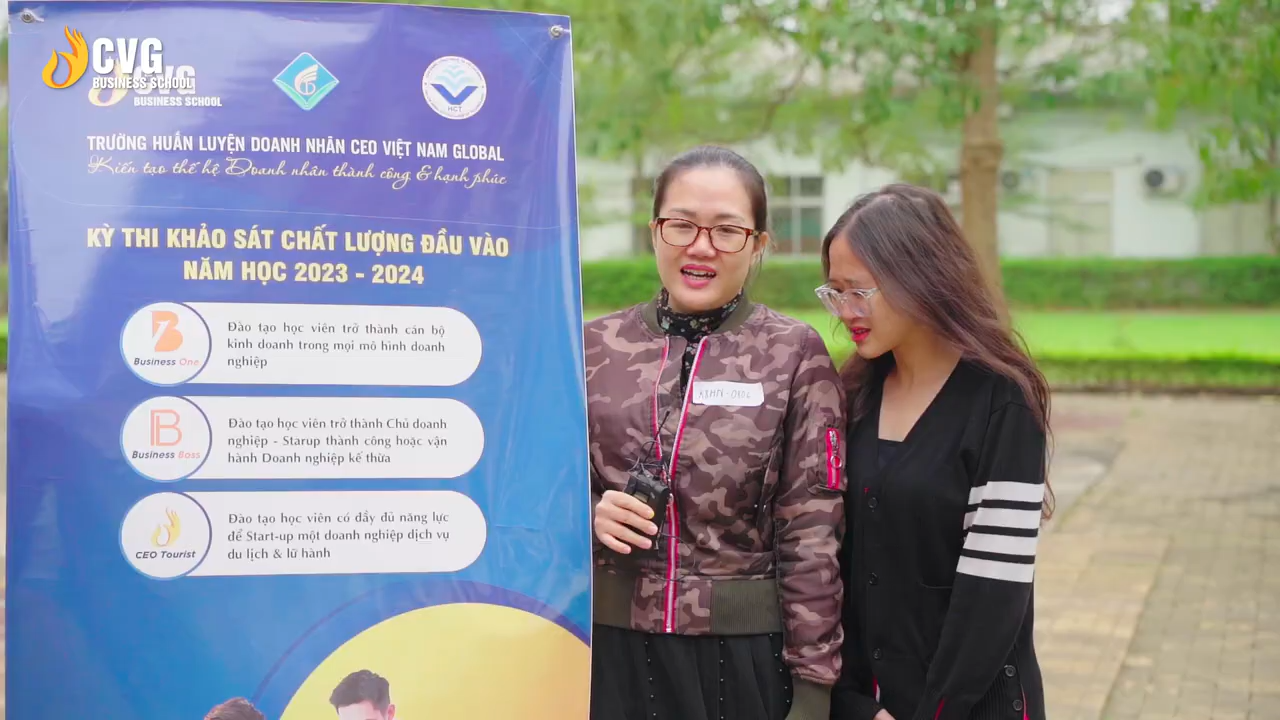 CVG
BUSINESS SCHOOL
CVG
BUSINESS SCHOOL
HCT
TRƯỜNG HUẤN LUYỆN DOANH NHÂN CEO VIỆT NAM GLOBAL
Kiến tạo thế hệ Doanh nhân thành công & hạnh phúc
KỲ THI KHẢO SÁT CHẤT LƯỢNG ĐẦU VÀO
NĂM HỌC 2023 - 2024
Business One
Đào tạo học viên trở thành cán bộ
kinh doanh trong mọi mô hình doanh
nghiệp
Business Boss
Đào tạo học viên trở thành Chủ doanh
nghiệp - Starup thành công hoặc vận
hành Doanh nghiệp kế thừa
CEO Tourist
Đào tạo học viên có đầy đủ năng lực
để Start-up một doanh nghiệp dịch vụ
du lịch & lữ hành